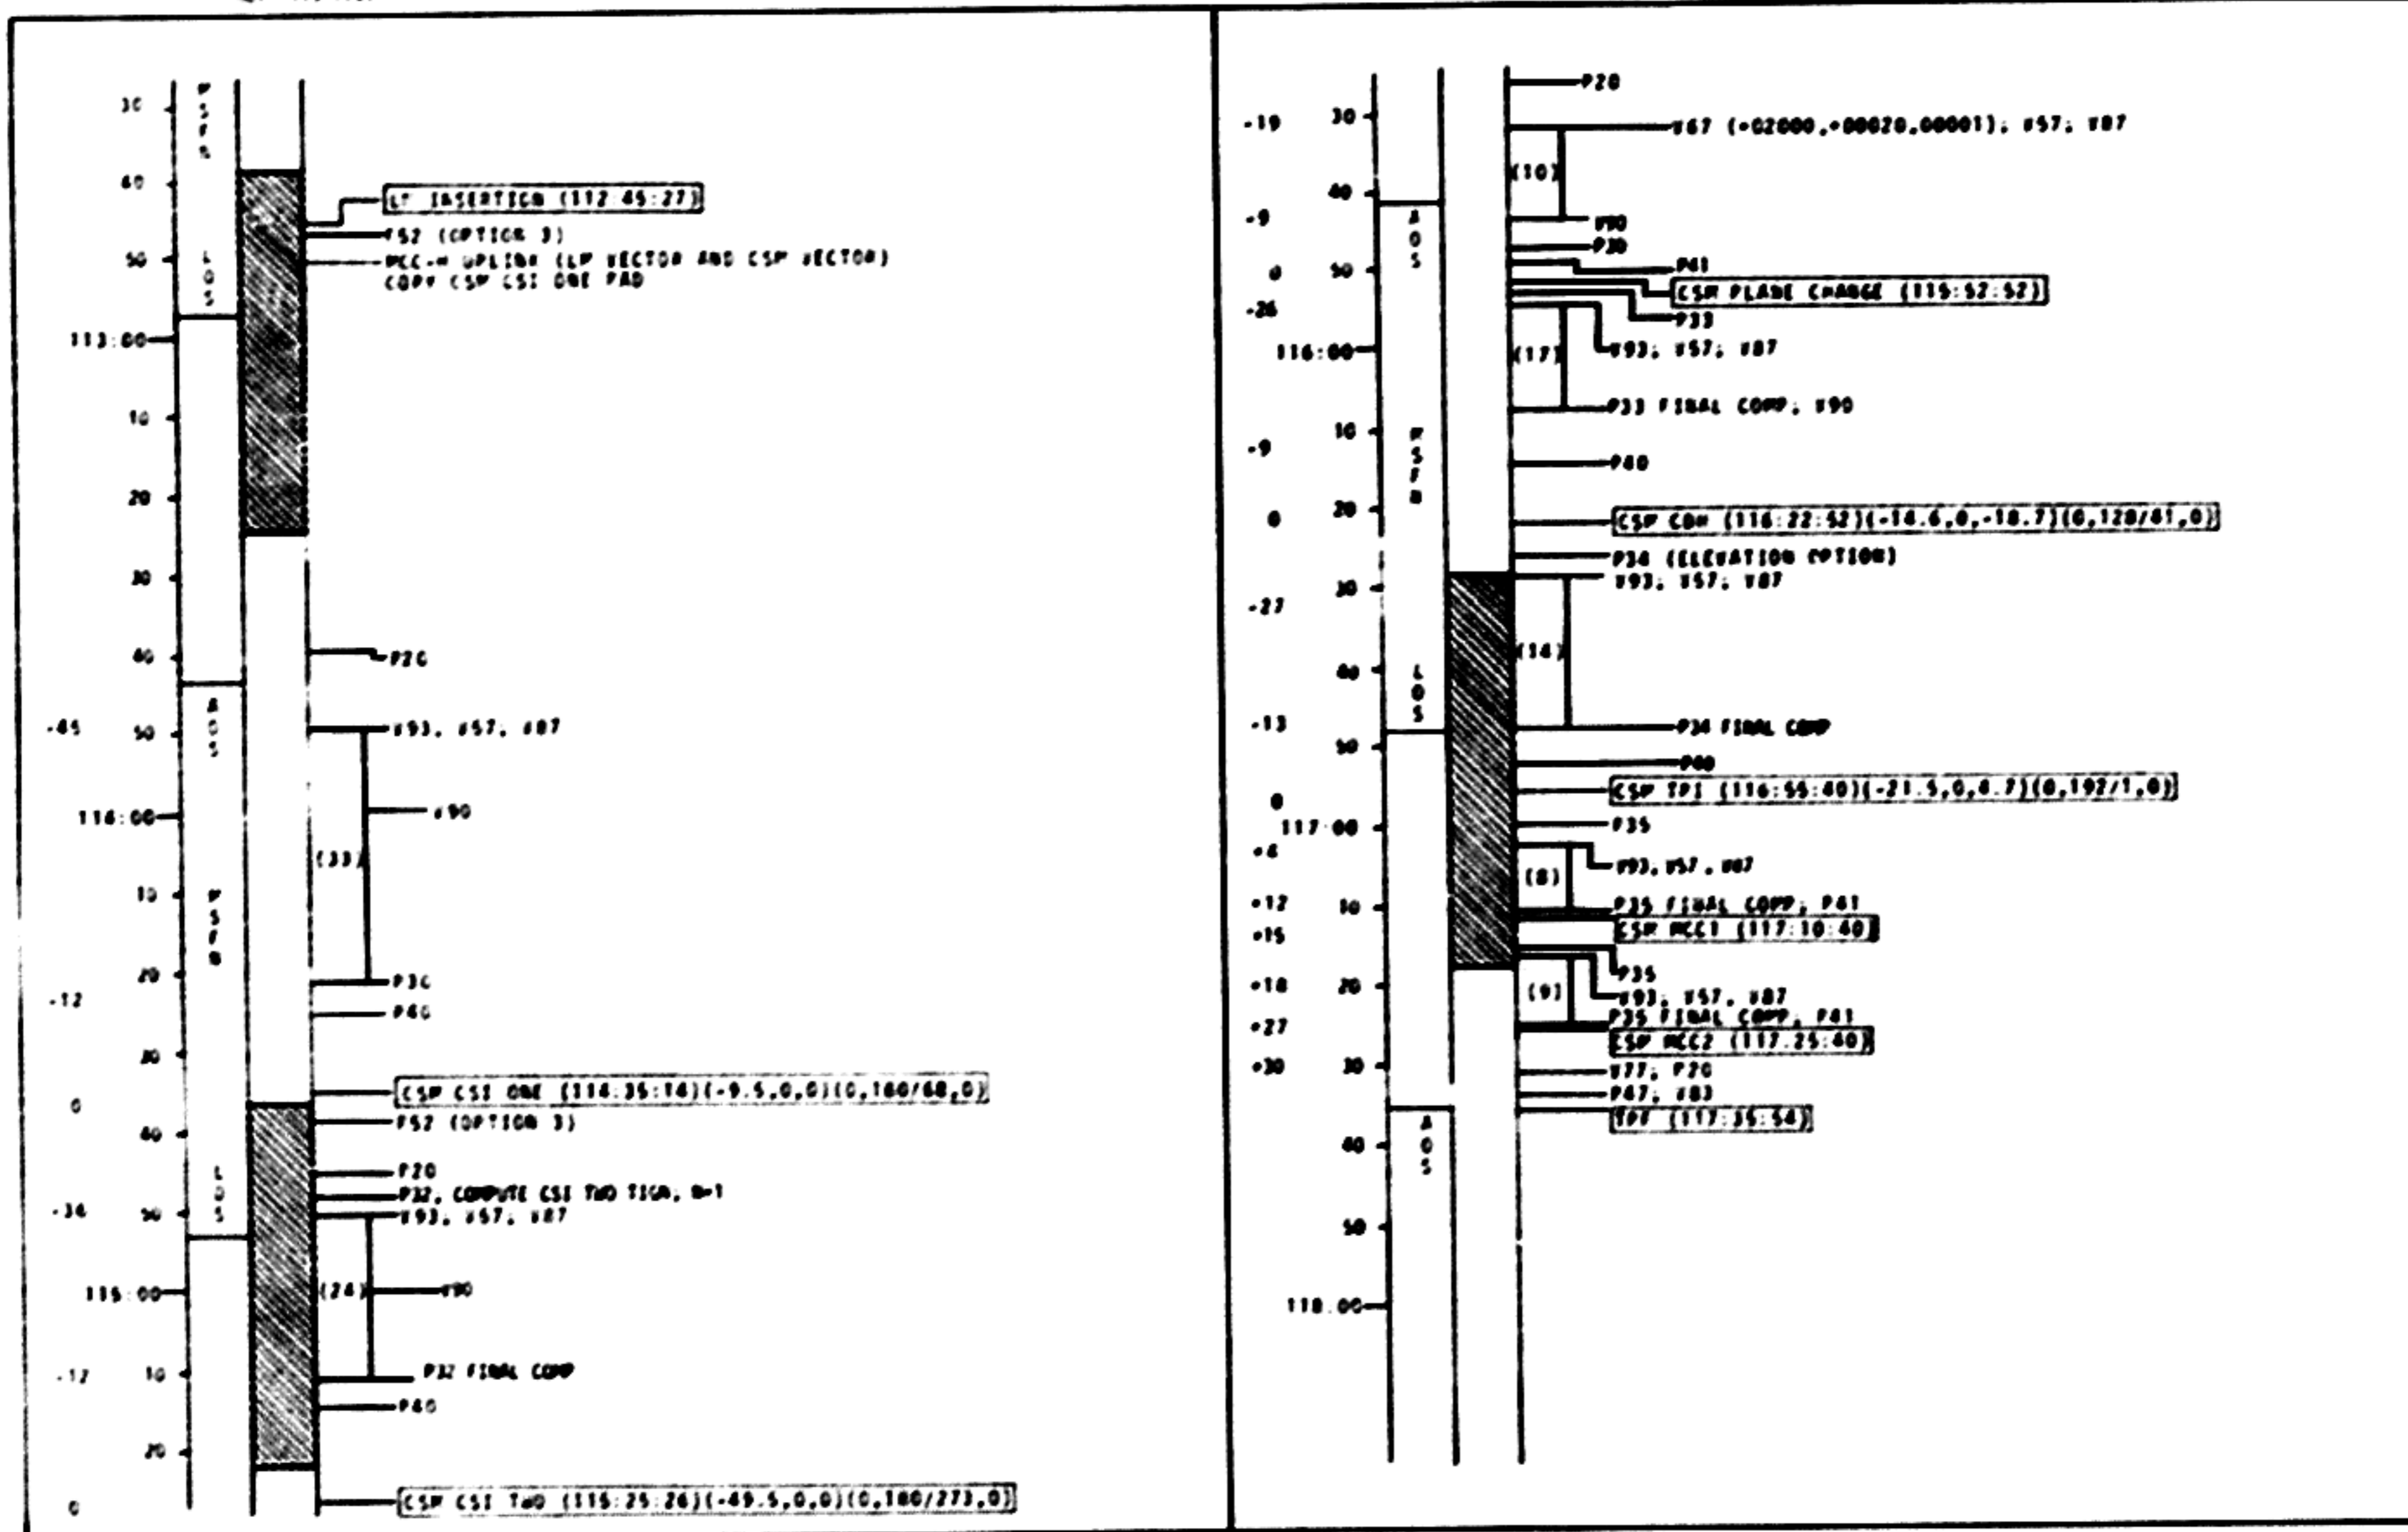 30
M
S
F
N
40
LM INSERTION (112:45:27)
P52 (OPTION 3)
50
MCC-H UPLINK (LM VECTOR AND CSM VECTOR)
COPY CSM CSI ONE PAD
L
O
S
113:00
10
20
30
40
P20
A
O
S
-45
50
V93, V57, V87
114:00
V90
(33)
10
M
S
F
N
20
P30
-12
P40
30
CSM CSI ONE (114:35:14)(-9.5,0,0)(0,180/68,0)
0
P52 (OPTION 3)
40
P20
L
O
S
P32, COMPUTE CSI TWO TIGN, N=1
-36
50
V93, V57, V87
115:00
(24)
V90
-17
10
P32 FINAL COMP
P40
20
0
CSM CSI TWO (115:25:26)(-49.5,0,0)(0,180/273,0)
P20
-19
30
V67 (+02000,+00020,00001); V57; V87
(10)
40
-9
A
O
S
V90
P30
0
50
P41
CSM PLANE CHANGE (115:52:52)
-26
P33
116:00
(17)
V93; V57; V87
P33 FINAL COMP; V90
10
-9
M
S
F
N
P40
0
20
CSM CDH (116:22:52)(-14.6,0,-18.7)(0,128/41,0)
P34 (ELEVATION OPTION)
30
V93; V57; V87
-27
(14)
40
L
O
S
-13
P34 FINAL COMP
50
P40
0
CSM TPI (116:55:40)(-21.5,0,4.7)(0,192/1,0)
117:00
P35
V93, V57, V87
(8)
+12
10
P35 FINAL COMP; P41
CSM MCC1 (117:10:40)
+15
P35
+18
20
(9)
V93; V57, V87
P35 FINAL COMP; P41
+27
CSM MCC2 (117:25:40)
+30
30
V77; P20
P47; V83
TPF (117:35:54)
A
O
S
40
50
118:00